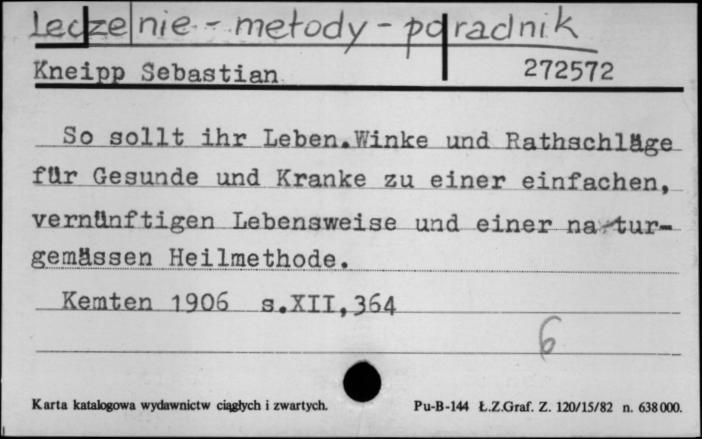 Leczenie - metody - poradnik
Kneipp Sebastian 272572
So sollt ihr Leben.Winke und Rathschläge
für Gesunde und Kranke zu einer einfachen,
vernünftigen Lebensweise und einer natur-
gemässen Heilmethode.
Kemten 1906 s.XII,364
6
Karta katalogowa wydawnictw ciągłych i zwartych. Pu-B-144 Ł.Z.Graf. Z. 120/15/82 n. 638000.